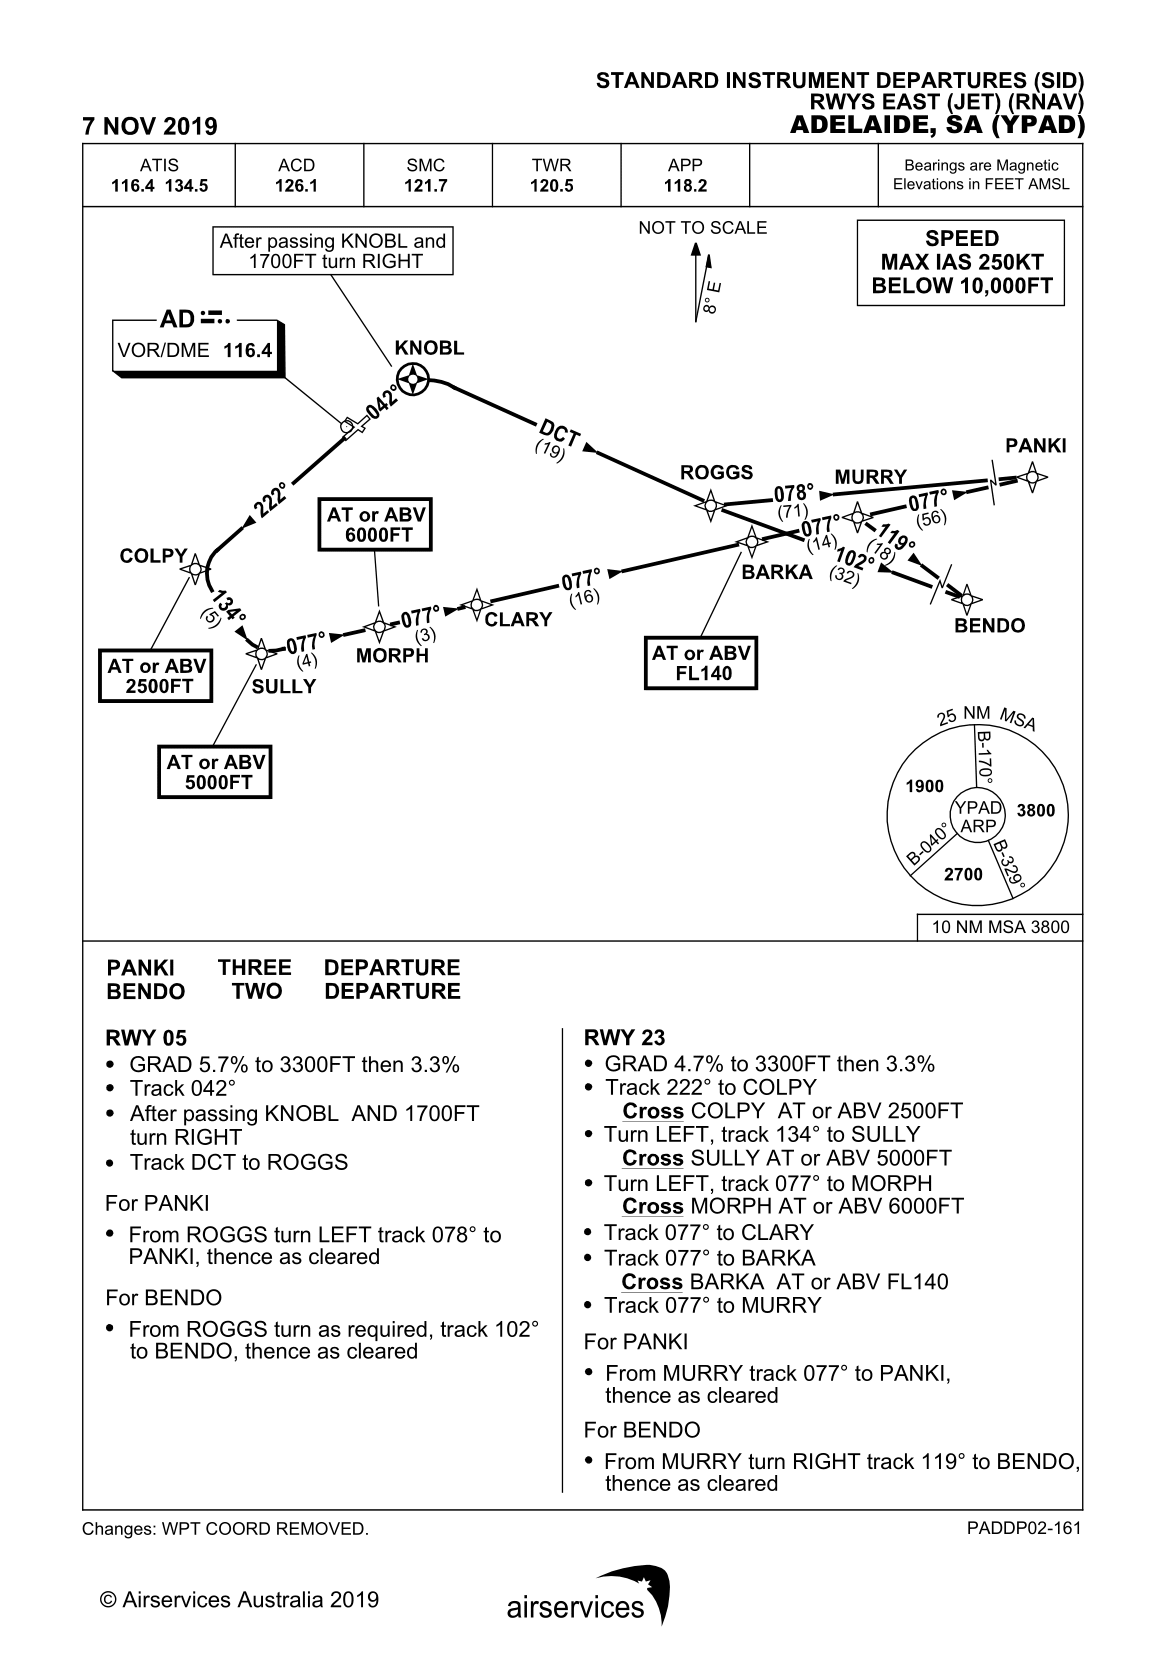 STANDARD INSTRUMENT DEPARTURES (SID)
RWYS EAST (JET) (RNAV)
7 NOV 2019
ADELAIDE, SA (YPAD)
ATIS
116.4 134.5
ACD
126.1
SMC
121.7
TWR
120.5
APP
118.2
Bearings are Magnetic
Elevations in FEET AMSL
After passing KNOBL and
1700FT turn RIGHT
NOT TO SCALE
8° E
SPEED
MAX IAS 250KT
BELOW 10,000FT
AD
VOR/DME 116.4
KNOBL
042°
DCT
(19)
PANKI
ROGGS
MURRY
078°
(71)
077°
(56)
222°
AT or ABV
6000FT
077°
(14)
119°
(18)
102°
(32)
COLPY
BARKA
077°
(16)
134°
(5)
CLARY
077°
(3)
BENDO
077°
(4)
MORPH
AT or ABV
FL140
AT or ABV
2500FT
SULLY
AT or ABV
5000FT
25 NM MSA
B-170°
1900
YPAD
ARP
3800
B-040°
B-329°
2700
10 NM MSA 3800
PANKI THREE DEPARTURE
BENDO TWO DEPARTURE
RWY 05
• GRAD 5.7% to 3300FT then 3.3%
• Track 042°
• After passing KNOBL AND 1700FT
turn RIGHT
• Track DCT to ROGGS
For PANKI
• From ROGGS turn LEFT track 078° to
PANKI, thence as cleared
For BENDO
• From ROGGS turn as required, track 102°
to BENDO, thence as cleared
RWY 23
• GRAD 4.7% to 3300FT then 3.3%
• Track 222° to COLPY
Cross COLPY AT or ABV 2500FT
• Turn LEFT, track 134° to SULLY
Cross SULLY AT or ABV 5000FT
• Turn LEFT, track 077° to MORPH
Cross MORPH AT or ABV 6000FT
• Track 077° to CLARY
• Track 077° to BARKA
Cross BARKA AT or ABV FL140
• Track 077° to MURRY
For PANKI
• From MURRY track 077° to PANKI,
thence as cleared
For BENDO
• From MURRY turn RIGHT track 119° to BENDO,
thence as cleared
Changes: WPT COORD REMOVED.
PADDP02-161
© Airservices Australia 2019
airservices